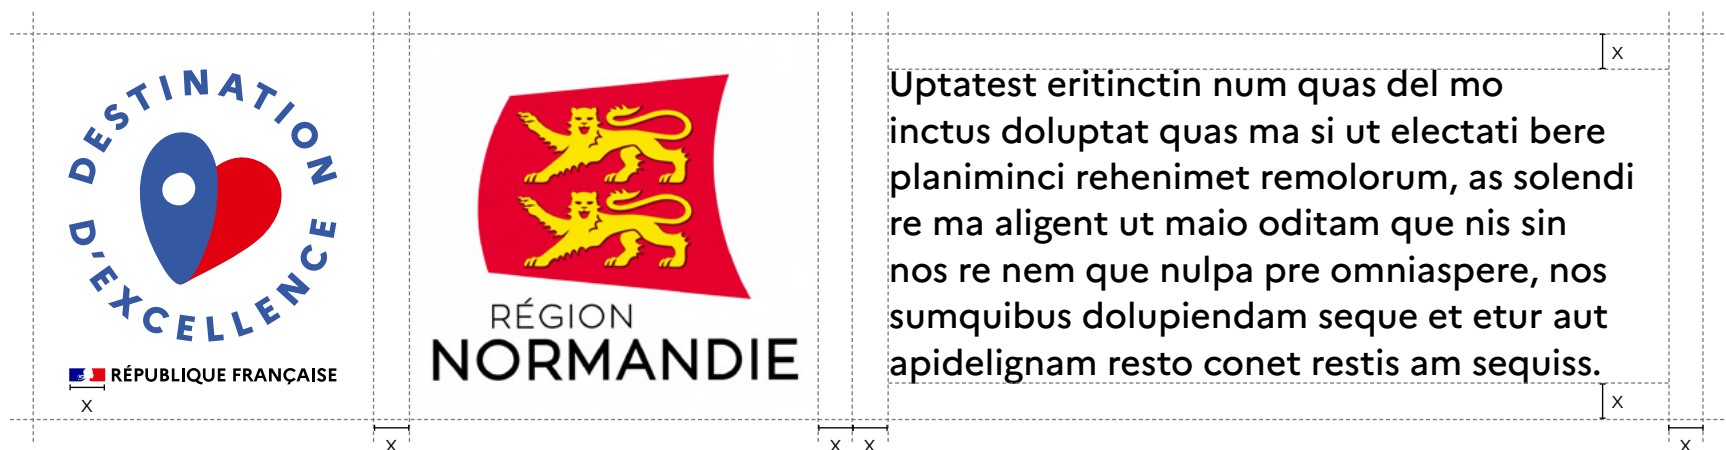 DESTINATION
D'EXCELLENCE
RÉPUBLIQUE FRANÇAISE
X
X
RÉGION
NORMANDIE
X
X
Uptatest eritinctin num quas del mo
inctus doluptat quas ma si ut electati bere
planiminci rehenimet remolorum, as solendi
re ma aligent ut maio oditam que nis sin
nos re nem que nulpa pre omniaspere, nos
sumquibus dolupiendam seque et etur aut
apidelignam resto conet restis am sequiss.
X
X
X